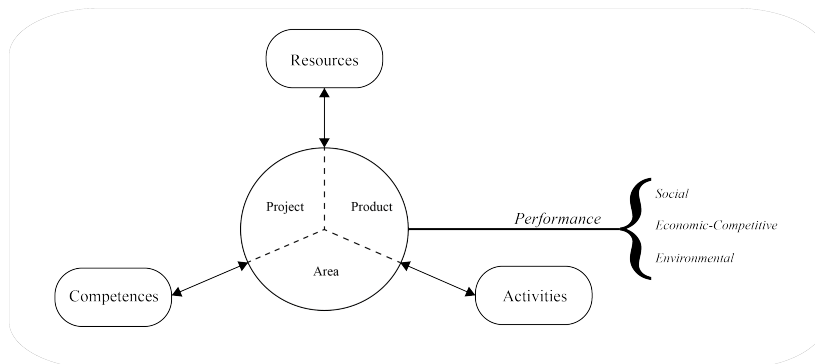 Resources
Project
Product
Performance
Social
Economic-Competitive
Environmental
Area
Competences
Activities